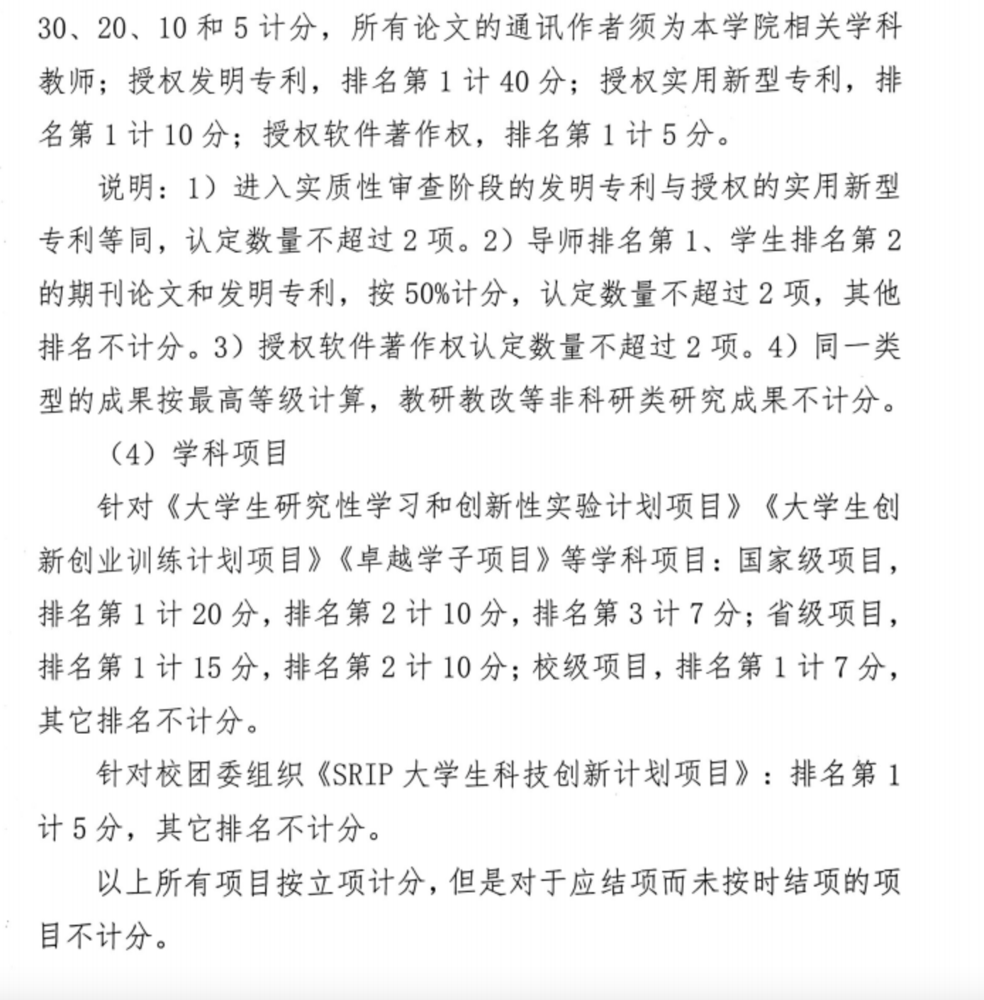 30、20、10 和 5 计分，所有论文的通讯作者须为本学院相关学科
教师；授权发明专利，排名第 1 计 40 分；授权实用新型专利，排
名第 1 计 10 分；授权软件著作权，排名第 1 计 5 分。
说明：1）进入实质性审查阶段的发明专利与授权的实用新型
专利等同，认定数量不超过 2 项。2）导师排名第 1、学生排名第 2
的期刊论文和发明专利，按 50%计分，认定数量不超过 2 项，其他
排名不计分。3）授权软件著作权认定数量不超过 2 项。4）同一类
型的成果按最高等级计算，教研教改等非科研类研究成果不计分。
（4）学科项目
针对《大学生研究性学习和创新性实验计划项目》《大学生创
新创业训练计划项目》《卓越学子项目》等学科项目：国家级项目，
排名第 1 计 20 分，排名第 2 计 10 分，排名第 3 计 7 分；省级项目，
排名第 1 计 15 分，排名第 2 计 10 分；校级项目，排名第 1 计 7 分，
其它排名不计分。
针对校团委组织《SRIP 大学生科技创新计划项目》：排名第 1
计 5 分，其它排名不计分。
以上所有项目按立项计分，但是对于应结项而未按时结项的项
目不计分。